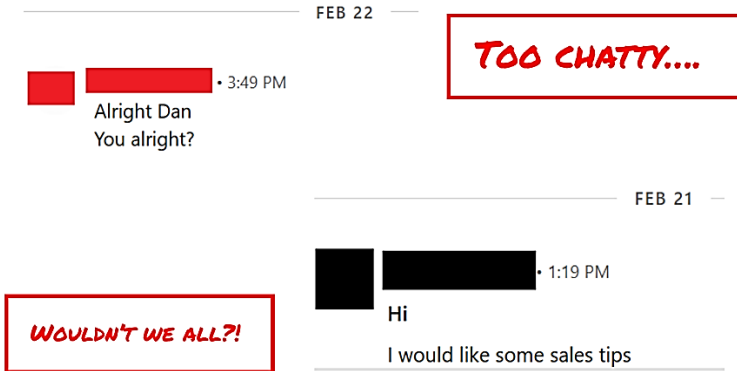 FEB 22
TOO CHATTY....
• 3:49 PM
Alright Dan
You alright?
FEB 21
• 1:19 PM
Hi
WOULDN'T WE ALL?!
I would like some sales tips